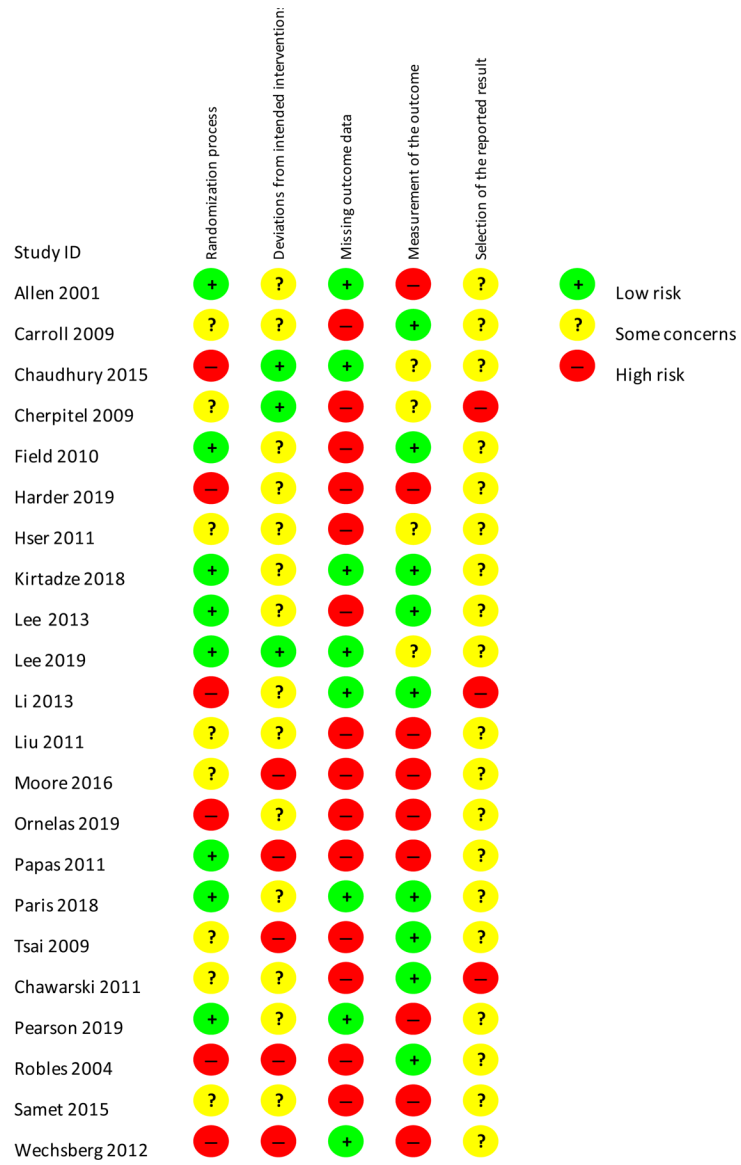 Randomization process
Deviations from intended intervention:
Missing outcome data
Measurement of the outcome
Selection of the reported result
Study ID
Allen 2001 + ? + – ? + Low risk
Carroll 2009 ? ? – + ? ? Some concerns
Chaudhury 2015 – + + ? ? – High risk
Cherpitel 2009 ? + – ? –
Field 2010 + ? – + ?
Harder 2019 – ? – – ?
Hser 2011 ? ? – ? ?
Kirtadze 2018 + ? + + ?
Lee 2013 + ? – + ?
Lee 2019 + + + ? ?
Li 2013 – ? + + –
Liu 2011 ? ? – – ?
Moore 2016 ? – – – ?
Ornelas 2019 – ? – – ?
Papas 2011 + – – – ?
Paris 2018 + ? + + ?
Tsai 2009 ? – – + ?
Chawarski 2011 ? ? – + –
Pearson 2019 + ? + – ?
Robles 2004 – – – + ?
Samet 2015 ? ? – – ?
Wechsberg 2012 – – + – ?